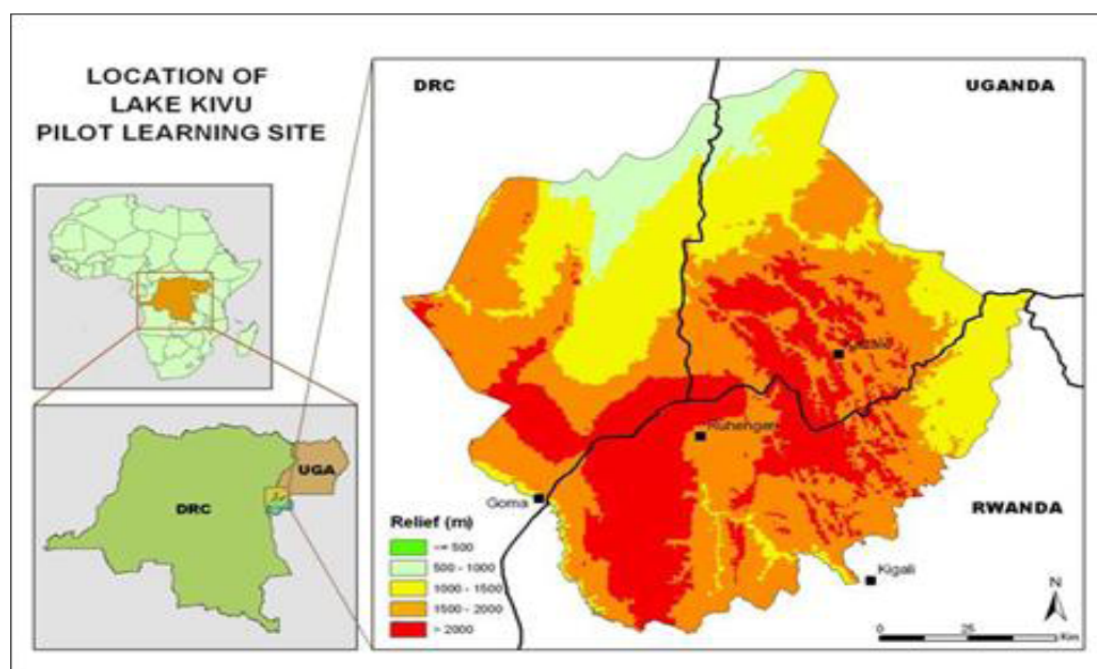 LOCATION OF
LAKE KIVU
PILOT LEARNING SITE
DRC
UGANDA
Kabale
Ruhengeri
Goma
RWANDA
Kigali
DRC
UGA
Relief (m)
<= 500
500 - 1000
1000 - 1500
1500 - 2000
> 2000
N
0 25
Km